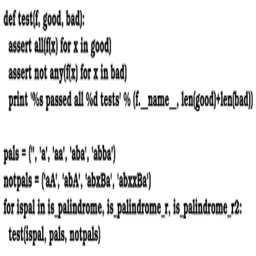 def test(f, good, bad):
assert all(f(x) for x in good)
assert not any(f(x) for x in bad)
print '%s passed all %d tests' % (f.__name__, len(good)+len(bad))
pals = ('', 'a', 'aa', 'aba', 'abba')
notpals = ('aA', 'abA', 'abxBa', 'abxxBa')
for ispal in is_palindrome, is_palindrome_r, is_palindrome_r2:
test(ispal, pals, notpals)